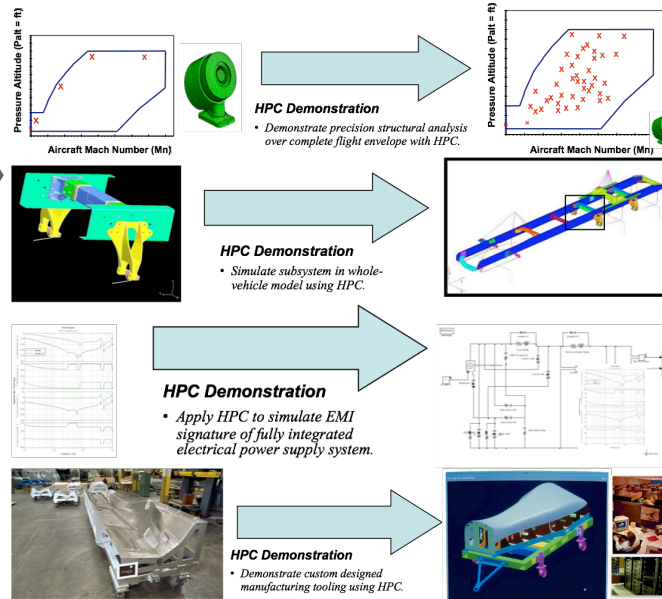 Pressure Altitude (Palt = ft)
Aircraft Mach Number (Mn)
HPC Demonstration
• Demonstrate precision structural analysis
over complete flight envelope with HPC.
Pressure Altitude (Palt = ft)
Aircraft Mach Number (Mn)
HPC Demonstration
• Simulate subsystem in whole-
vehicle model using HPC.
HPC Demonstration
• Apply HPC to simulate EMI
signature of fully integrated
electrical power supply system.
HPC Demonstration
• Demonstrate custom designed
manufacturing tooling using HPC.